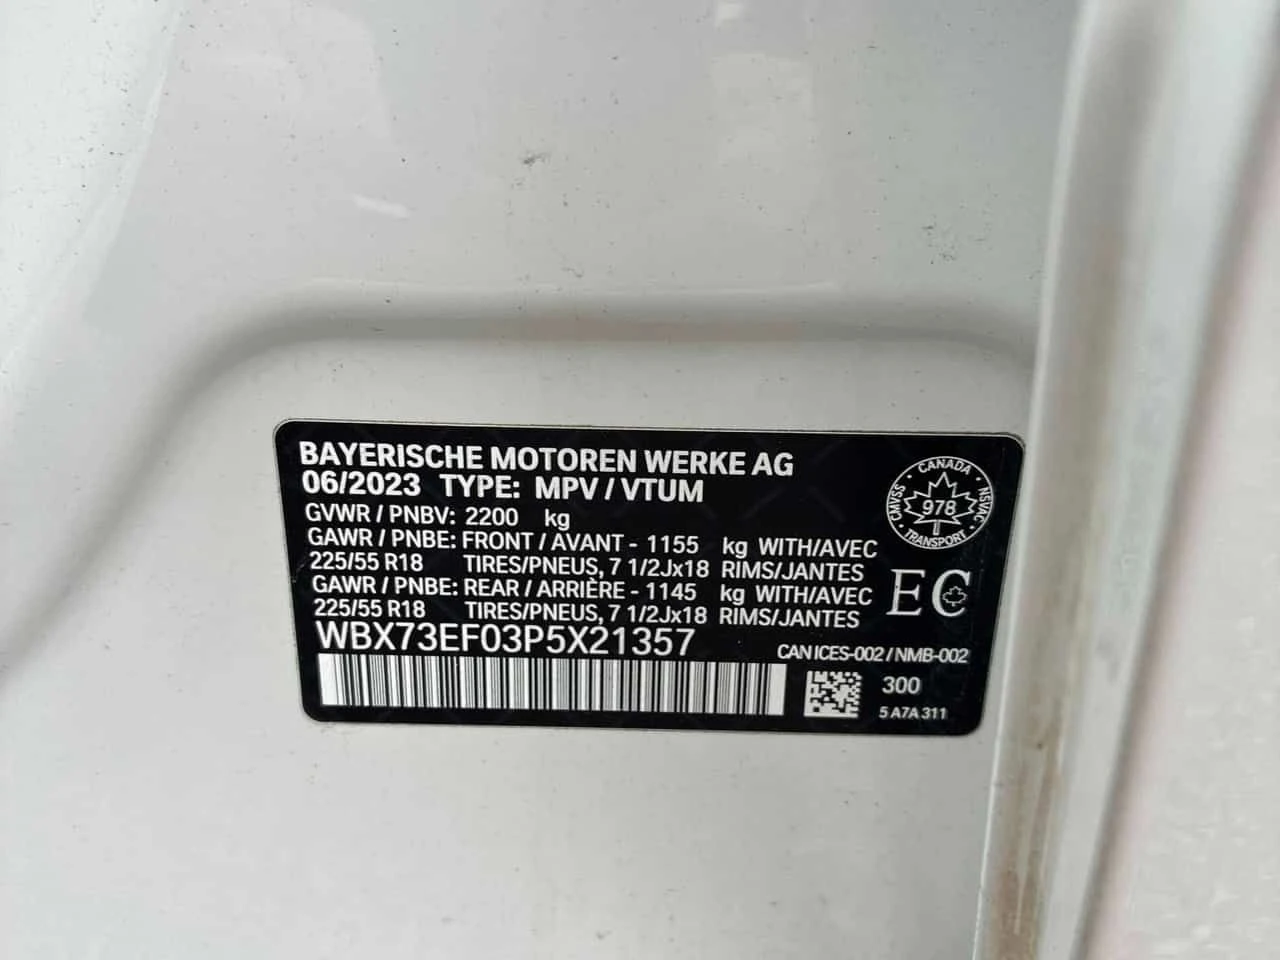 BAYERISCHE MOTOREN WERKE AG
06/2023 TYPE: MPV / VTUM
GVWR / PNBV: 2200 kg
GAWR / PNBE: FRONT / AVANT - 1155 kg WITH/AVEC
225/55 R18 TIRES/PNEUS, 7 1/2Jx18 RIMS/JANTES
GAWR / PNBE: REAR / ARRIÈRE - 1145 kg WITH/AVEC
225/55 R18 TIRES/PNEUS, 7 1/2Jx18 RIMS/JANTES
WBX73EF03P5X21357
CANADA
CMVSS
978
NSVAC
TRANSPORT
EC
CAN ICES-002 / NMB-002
300
5 A7A 311